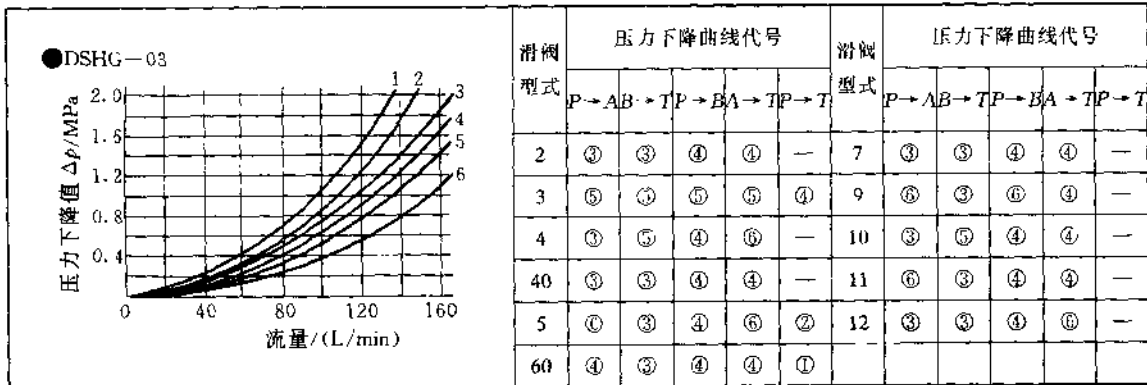 ●DSHG-03
压力下降值 Δp/MPa
2.0
1.6
1.2
0.8
0.4
0 40 80 120 160
流量/(L/min)
1 2 3
4
5
6
滑阀型式 压力下降曲线代号 滑阀型式 压力下降曲线代号
P→A B→T P→B A→T P→T P→A B→T P→B A→T P→T
2 ③ ③ ④ ④ — 7 ③ ③ ④ ④ —
3 ⑤ ⑤ ⑤ ⑤ ④ 9 ⑥ ③ ⑥ ④ —
4 ③ ⑤ ④ ⑥ — 10 ③ ⑤ ④ ④ —
40 ③ ③ ④ ④ — 11 ⑥ ③ ④ ④ —
5 ③ ④ ⑥ ② 12 ③ ③ ④ ⑥ —
60 ④ ③ ④ ④ ①